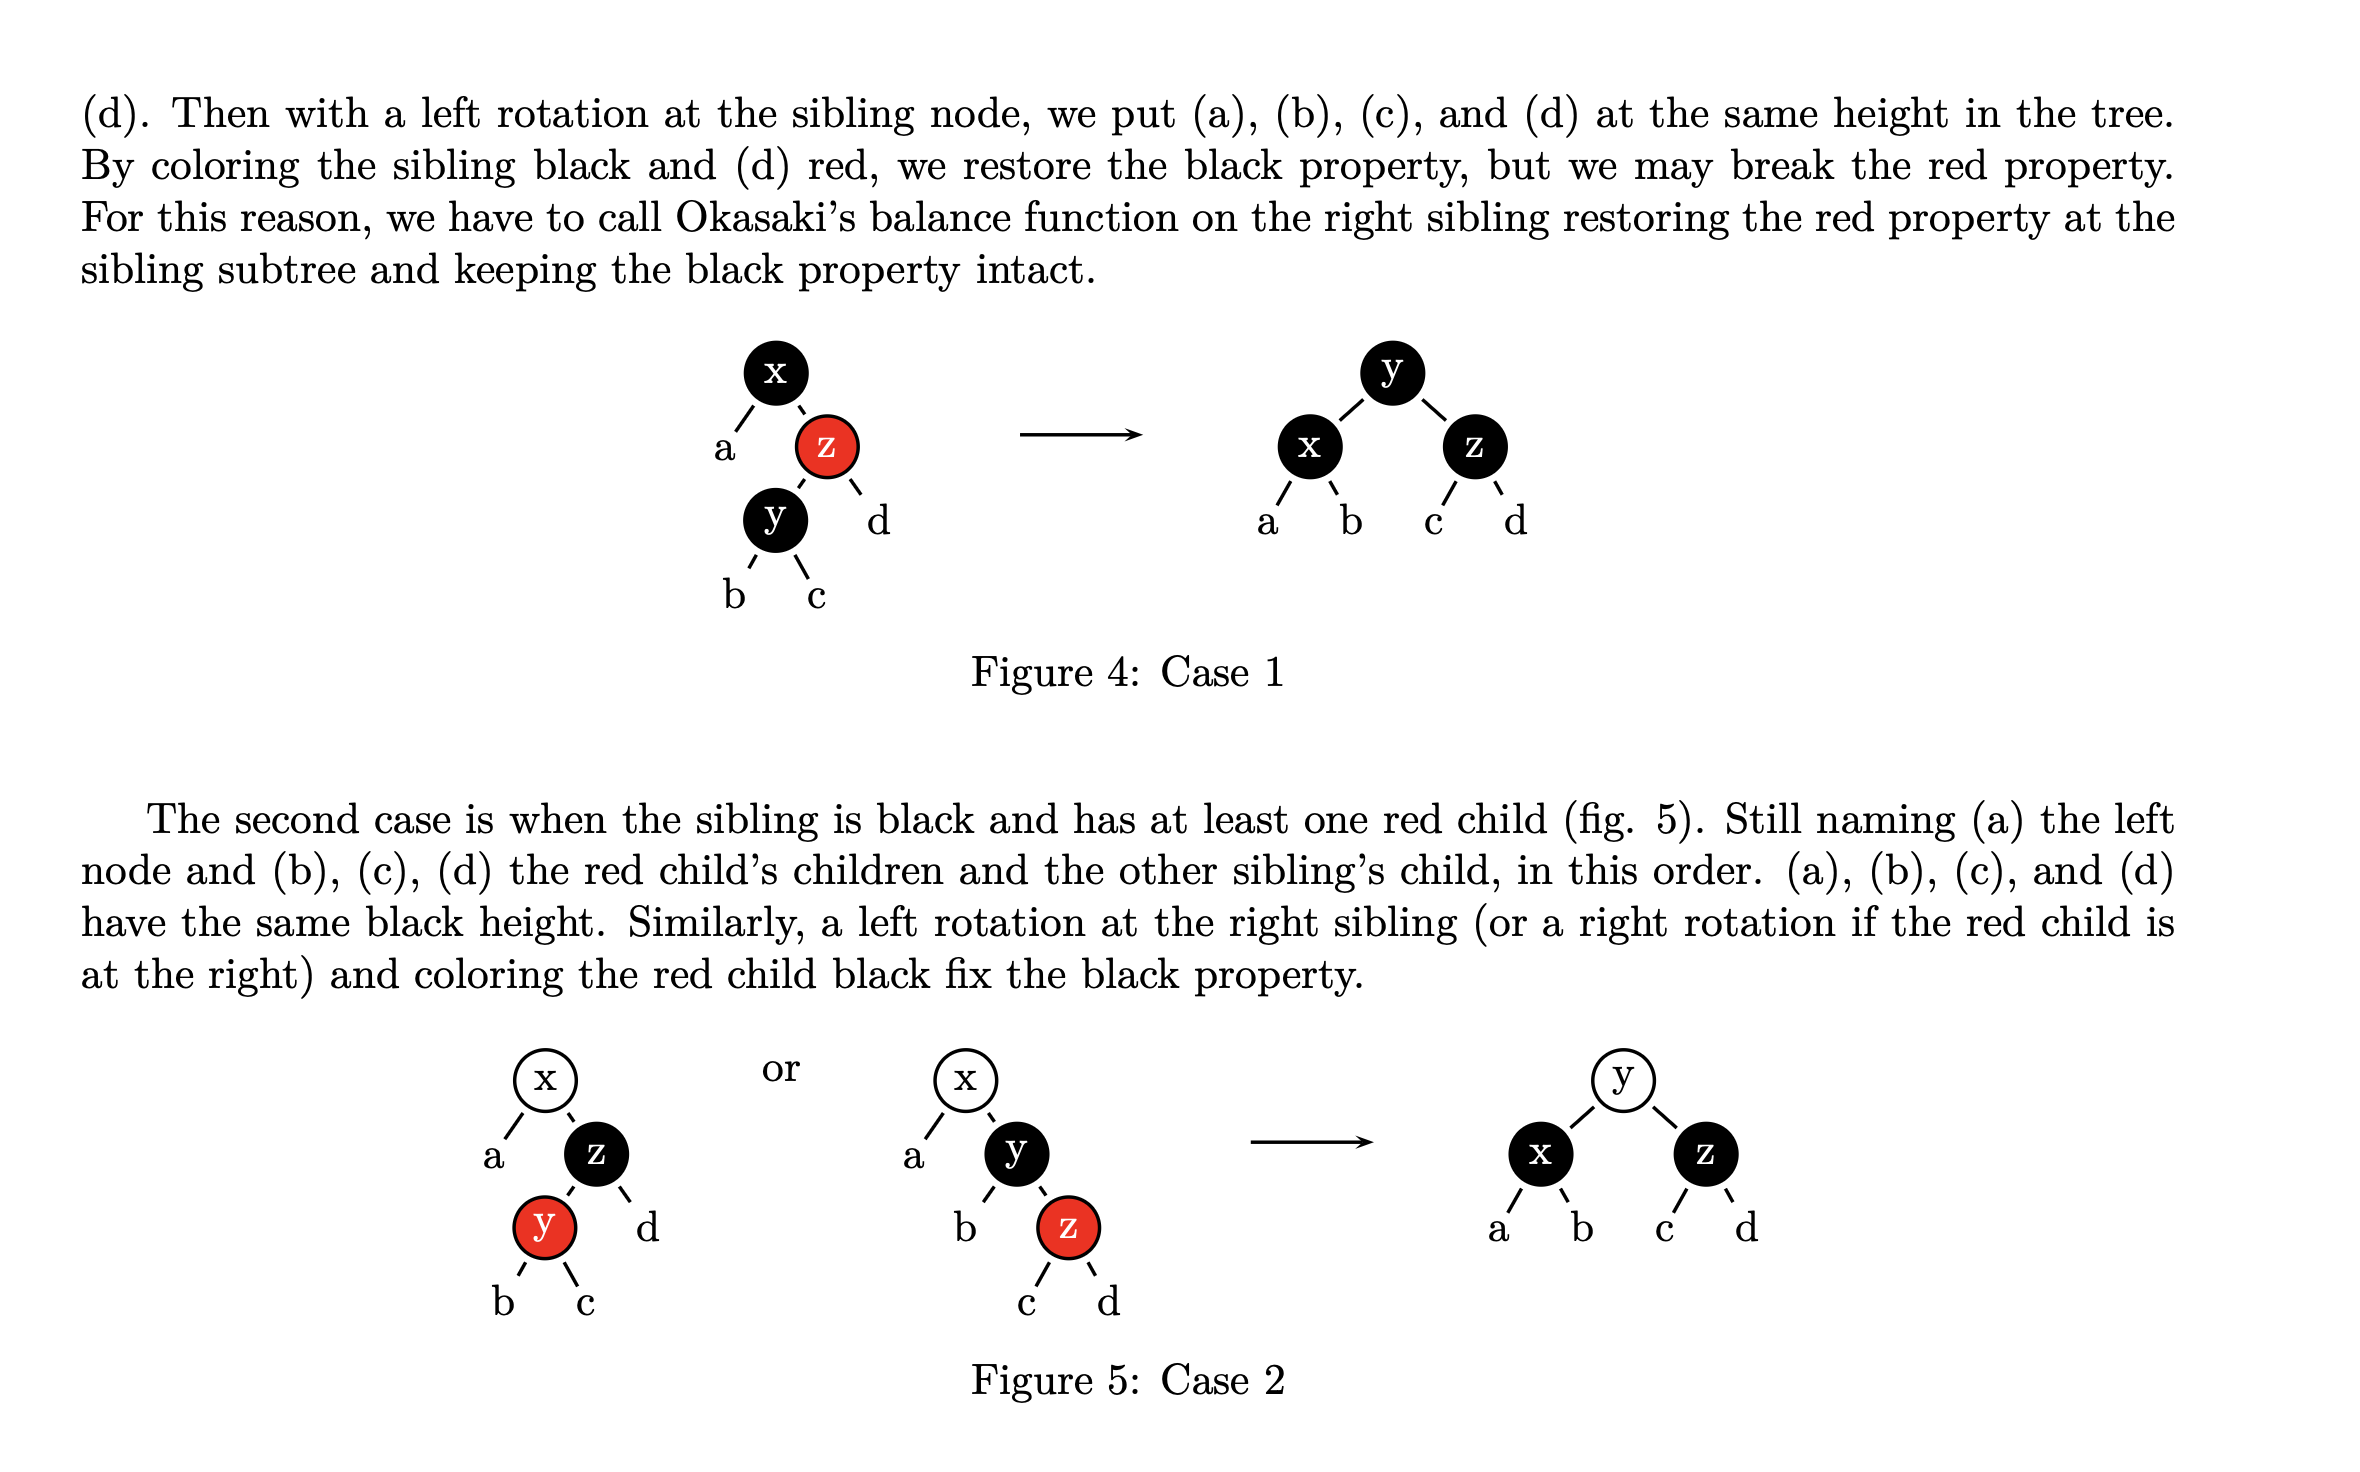 (d). Then with a left rotation at the sibling node, we put (a), (b), (c), and (d) at the same height in the tree.
By coloring the sibling black and (d) red, we restore the black property, but we may break the red property.
For this reason, we have to call Okasaki's balance function on the right sibling restoring the red property at the
sibling subtree and keeping the black property intact.
x y
a z x z
y d a b c d
b c
Figure 4: Case 1
The second case is when the sibling is black and has at least one red child (fig. 5). Still naming (a) the left
node and (b), (c), (d) the red child's children and the other sibling's child, in this order. (a), (b), (c), and (d)
have the same black height. Similarly, a left rotation at the right sibling (or a right rotation if the red child is
at the right) and coloring the red child black fix the black property.
x or x y
a z a y x z
y d b z a b c d
b c c d
Figure 5: Case 2